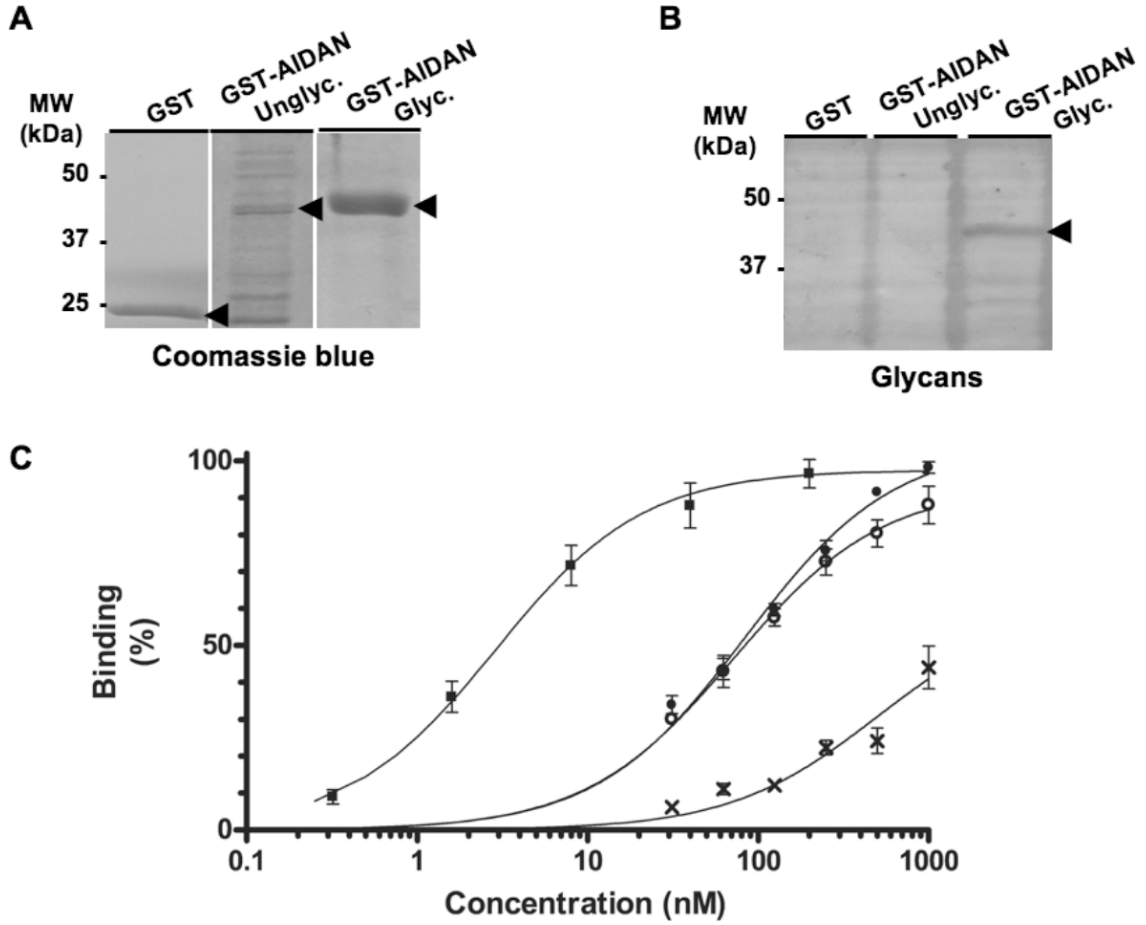 A
MW
(kDa)
GST
GST-AIDAN
Unglyc.
GST-AIDAN
Glyc.
50
37
25
Coomassie blue
B
MW
(kDa)
GST
GST-AIDAN
Unglyc.
GST-AIDAN
Glyc.
50
37
Glycans
C
Binding
(%)
100
50
0
0.1 1 10 100 1000
Concentration (nM)